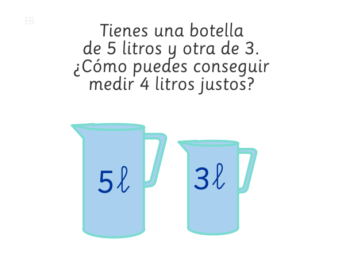 Tienes una botella
de 5 litros y otra de 3.
¿Cómo puedes conseguir
medir 4 litros justos?
5ℓ 3ℓ